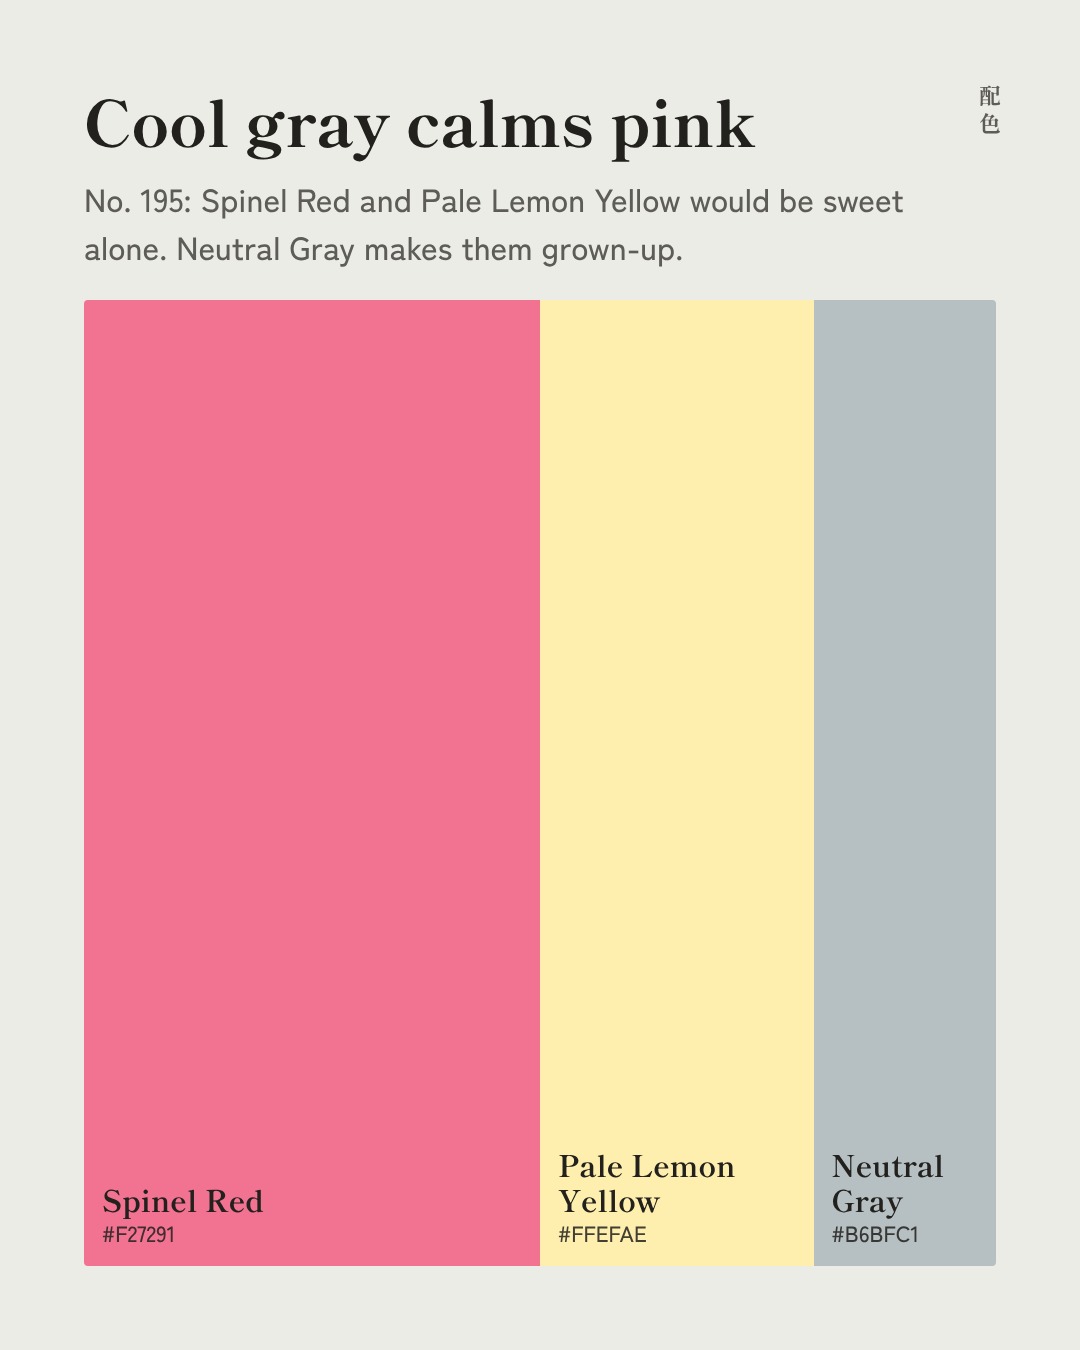 Cool gray calms pink
配色
No. 195: Spinel Red and Pale Lemon Yellow would be sweet
alone. Neutral Gray makes them grown-up.
Spinel Red
#F27291
Pale Lemon
Yellow
#FFEFAE
Neutral
Gray
#B6BFC1